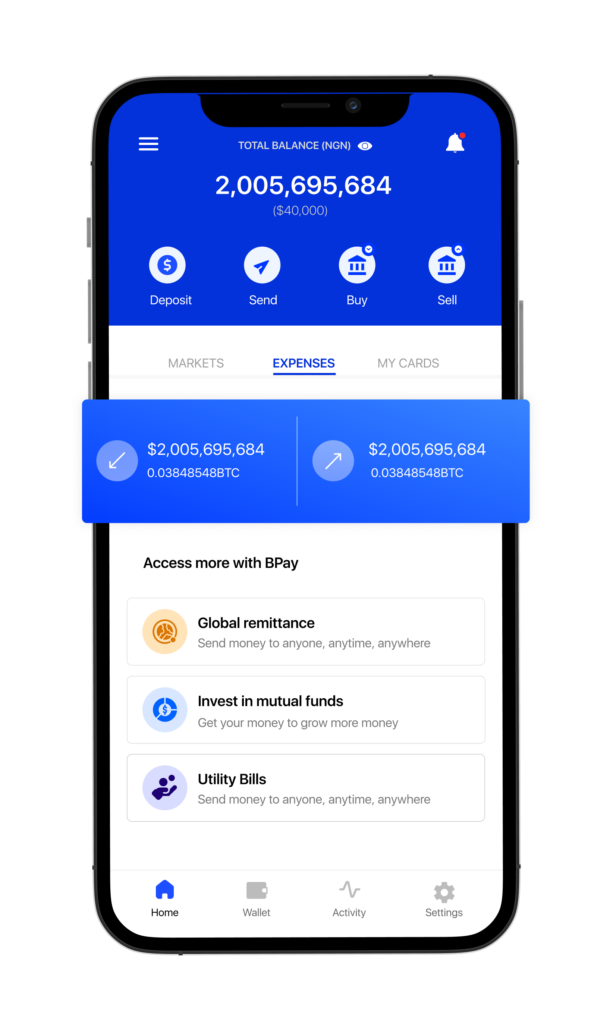 TOTAL BALANCE (NGN)
2,005,695,684
($40,000)
Deposit
Send
Buy
Sell
MARKETS
EXPENSES
MY CARDS
$2,005,695,684
0.03848548BTC
$2,005,695,684
0.03848548BTC
Access more with BPay
Global remittance
Send money to anyone, anytime, anywhere
Invest in mutual funds
Get your money to grow more money
Utility Bills
Send money to anyone, anytime, anywhere
Home
Wallet
Activity
Settings